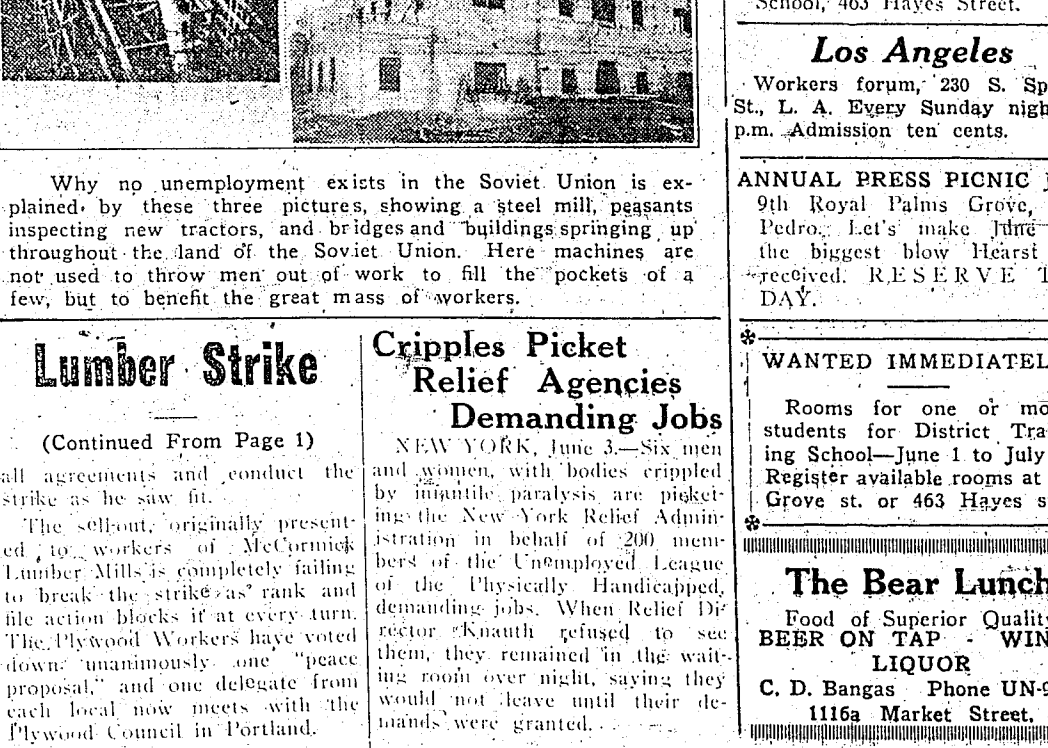 Why no unemployment exists in the Soviet Union is ex-
plained by these three pictures, showing a steel mill, peasants
inspecting new tractors, and bridges and buildings springing up
throughout the land of the Soviet Union. Here machines are
not used to throw men out of work to fill the pockets of a
few, but to benefit the great mass of workers.
Lumber Strike
(Continued From Page 1)
all agreements and conduct the
strike as he saw fit.
The sell-out, originally present-
ed to workers of McCormick
Lumber Mills is completely failing
to break the strike as rank and
file action blocks it at every turn.
The Plywood Workers have voted
down unanimously one "peace
proposal," and one delegate from
each local now meets with the
Plywood Council in Portland.
Cripples Picket
Relief Agencies
Demanding Jobs
NEW YORK, June 3.—Six men
and women, with bodies crippled
by infantile paralysis are picket-
ing the New York Relief Admin-
istration in behalf of 200 mem-
bers of the Unemployed League
of the Physically Handicapped,
demanding jobs. When Relief Di-
rector Knauth refused to see
them, they remained in the wait-
ing room over night, saying they
would not leave until their de-
mands were granted.
School, 463 Hayes Street.
Los Angeles
Workers forum, 230 S. Sp
St., L. A. Every Sunday nigh
p.m. Admission ten cents.
ANNUAL PRESS PICNIC J
9th Royal Palms Grove,
Pedro. Let's make June
the biggest blow Hearst
received. RESERVE T
DAY.
WANTED IMMEDIATEL
Rooms for one or mo
students for District Tra
ing School—June 1 to July
Register available rooms at
Grove st. or 463 Hayes s
The Bear Lunch
Food of Superior Quality
BEER ON TAP - WIN
LIQUOR
C. D. Bangas Phone UN-9
1116a Market Street,